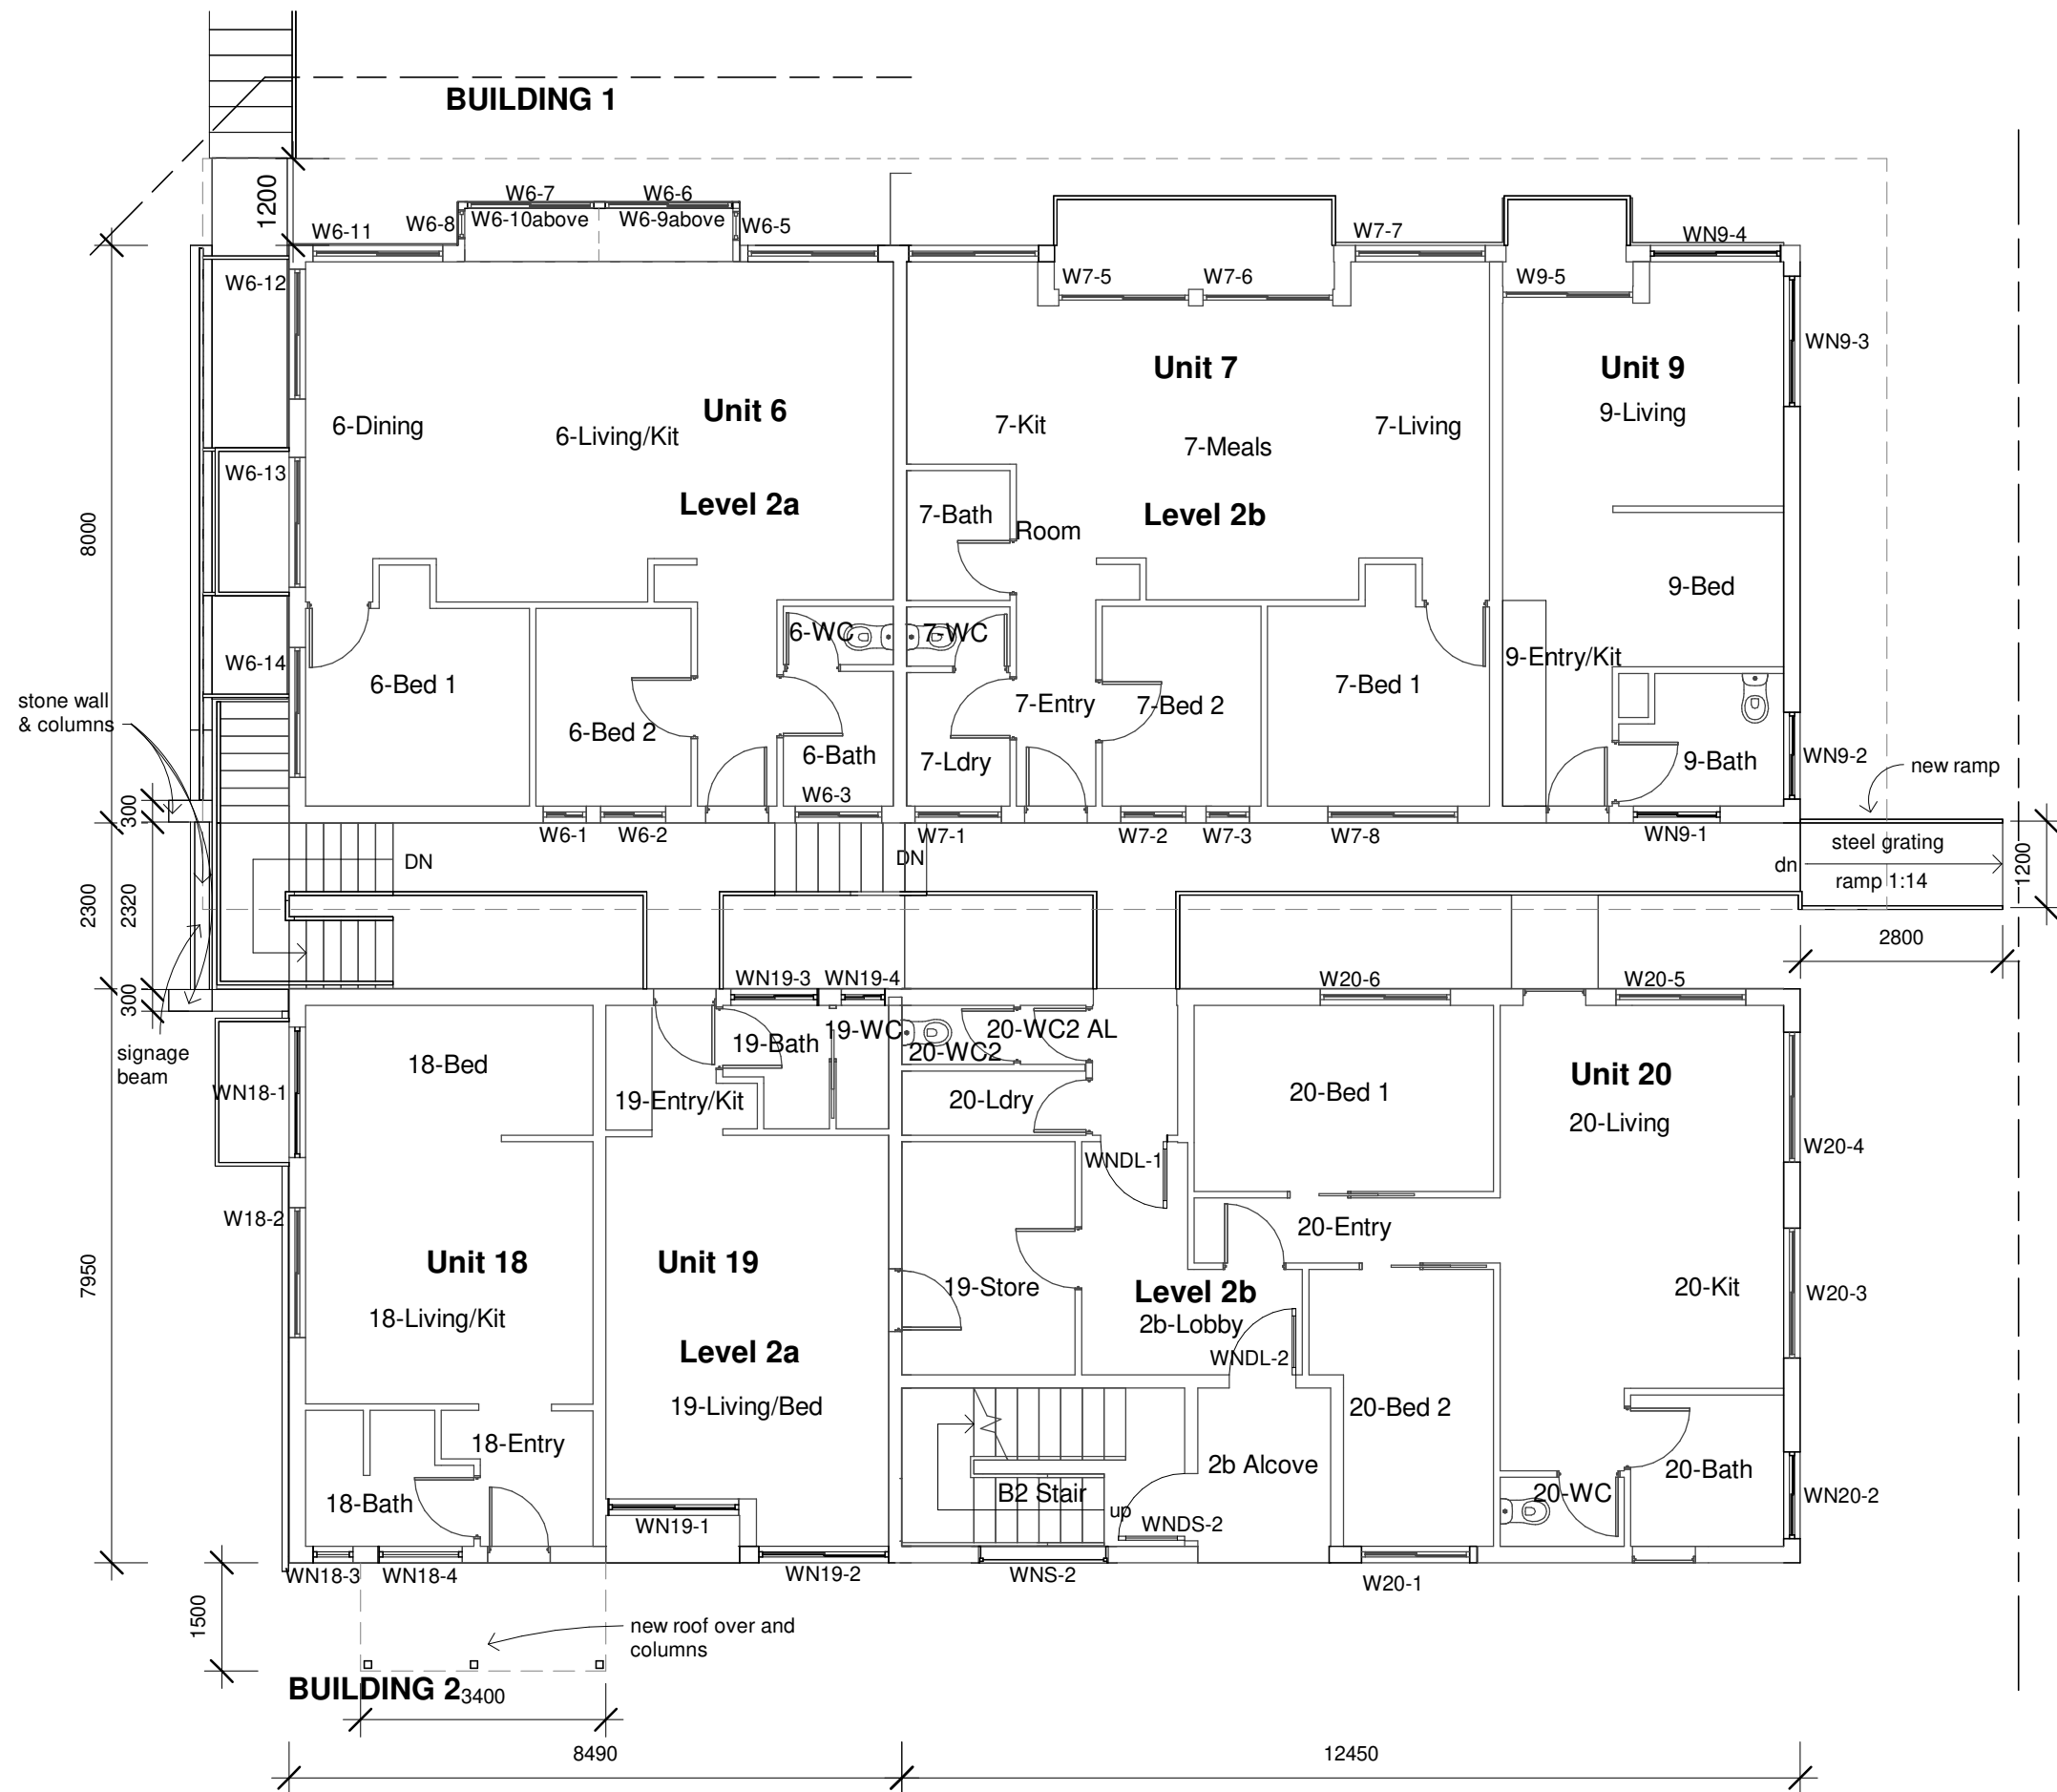 BUILDING 1
1200
W6-7
W6-6
W6-8
W6-10above
W6-9above
W6-5
W6-11
W7-7
WN9-4
W6-12
W7-5
W7-6
W9-5
WN9-3
Unit 7
Unit 9
Unit 6
9-Living
6-Dining
6-Living/Kit
7-Kit
7-Meals
7-Living
W6-13
Level 2a
7-Bath
Level 2b
Room
8000
9-Bed
6-WC
7-WC
W6-14
9-Entry/Kit
6-Bed 1
7-Bed 1
stone wall
& columns
6-Bed 2
7-Entry
7-Bed 2
6-Bath
7-Ldry
9-Bath
WN9-2
new ramp
W6-3
300
W6-1
W6-2
W7-1
W7-2
W7-3
W7-8
WN9-1
DN
DN
steel grating
dn
ramp 1:14
1200
2300
2320
2800
300
WN19-3
WN19-4
W20-6
W20-5
signage
beam
18-Bed
19-Bath
19-WC
20-WC2
20-WC2 AL
Unit 20
WN18-1
19-Entry/Kit
20-Ldry
20-Bed 1
20-Living
WNDL-1
W20-4
W18-2
20-Entry
Unit 18
Unit 19
19-Store
Level 2b
20-Kit
W20-3
7950
18-Living/Kit
2b-Lobby
Level 2a
WNDL-2
19-Living/Bed
20-Bed 2
18-Entry
2b Alcove
20-Bath
18-Bath
B2 Stair
up
20-WC
WN20-2
WN19-1
WNDS-2
WN18-3
WN18-4
WN19-2
WNS-2
W20-1
1500
new roof over and
columns
BUILDING 2
3400
8490
12450